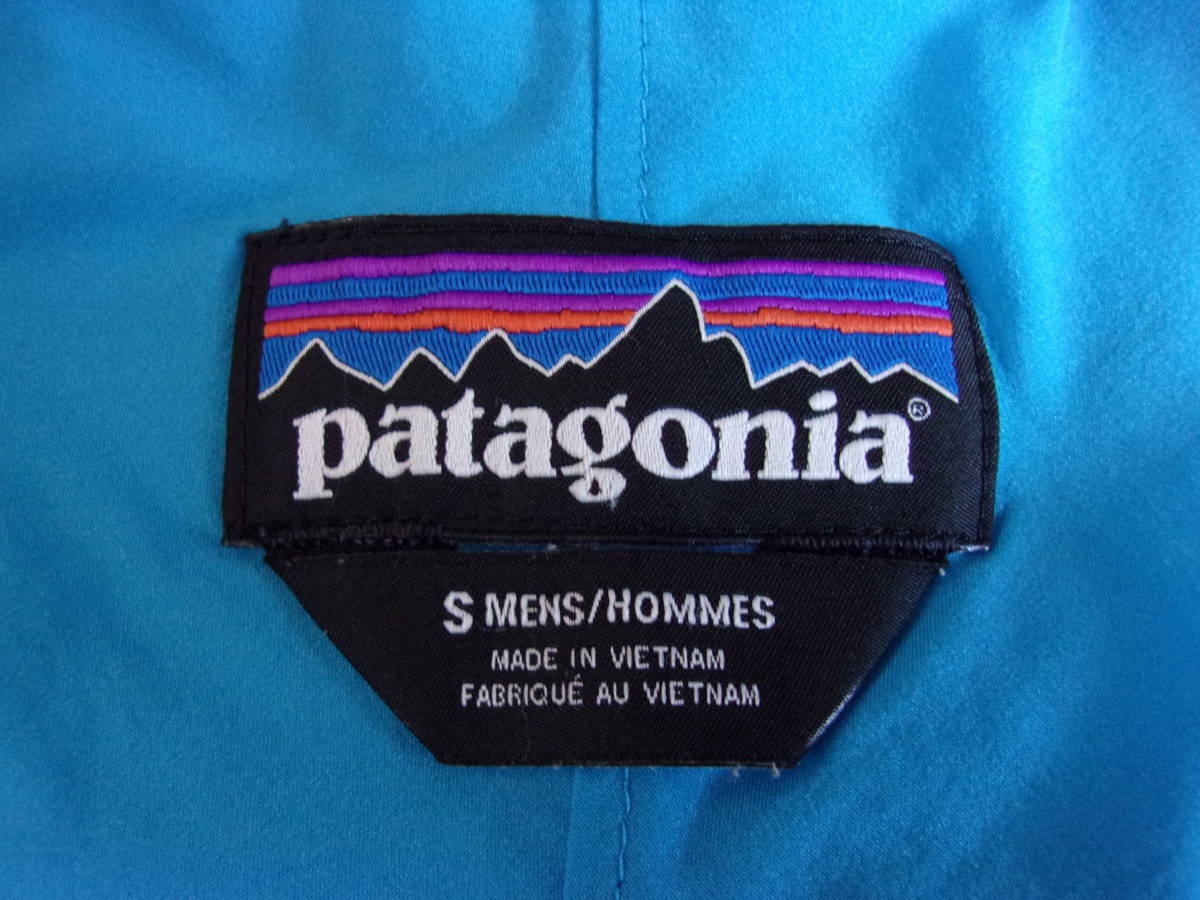 patagonia®
S MENS/HOMMES
MADE IN VIETNAM
FABRIQUÉ AU VIETNAM